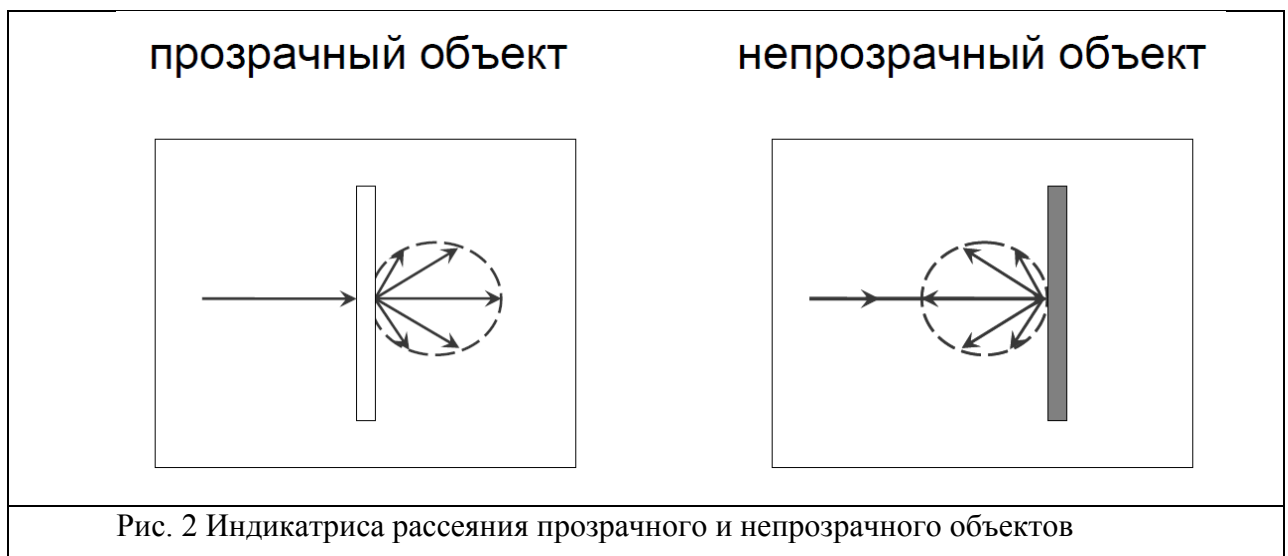 прозрачный объект
непрозрачный объект
Рис. 2 Индикатриса рассеяния прозрачного и непрозрачного объектов